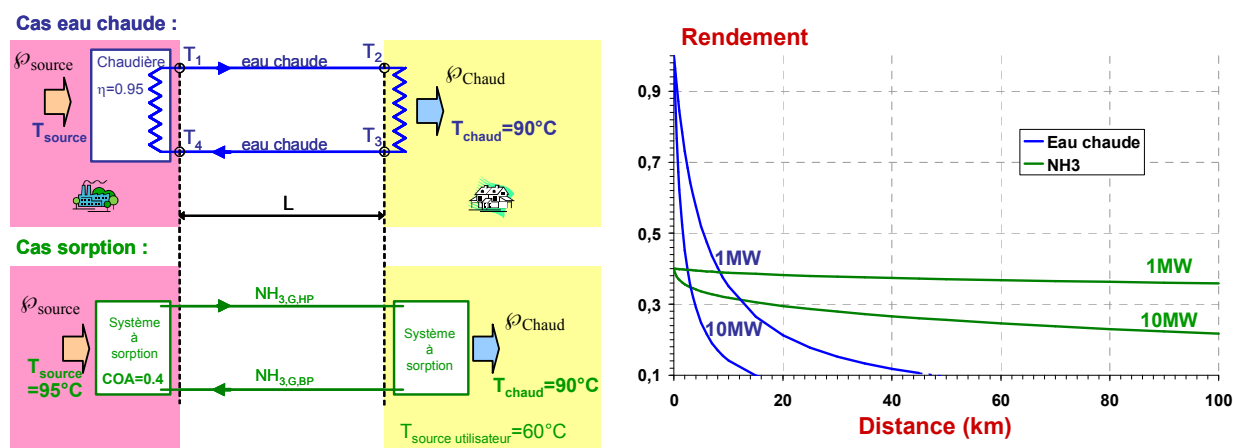 Cas eau chaude :
℘source
T₁
eau chaude
T₂
Chaudière
η=0.95
℘Chaud
Tsource
Tchaud=90°C
T₄
eau chaude
T₃
L
Cas sorption :
℘source
NH3,G,HP
℘Chaud
Système
à
sorption
COA=0.4
Système
à
sorption
Tsource
=95°C
NH3,G,BP
Tchaud=90°C
Tsource utilisateur=60°C
Rendement
0,9
0,7
0,5
0,3
0,1
Eau chaude
NH3
1MW
1MW
10MW
10MW
0
20
40
60
80
100
Distance (km)